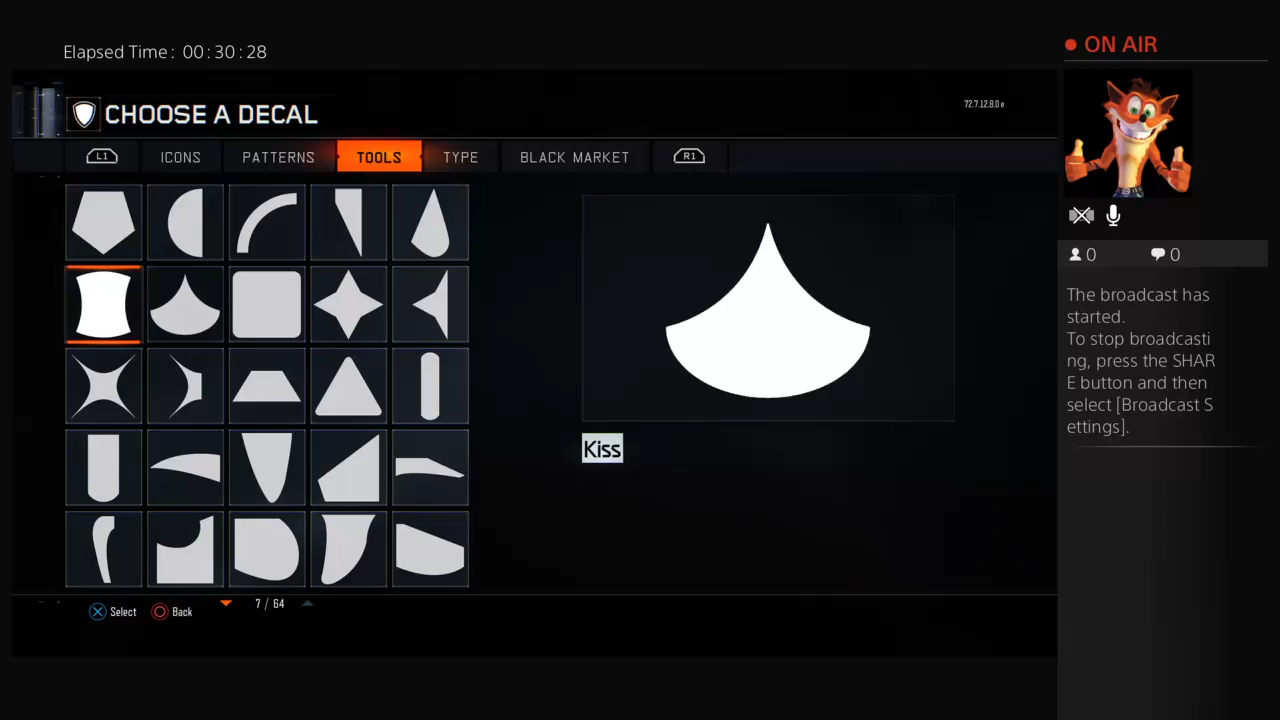 Elapsed Time: 00:30:28
ON AIR
CHOOSE A DECAL
72.7.12.8.0 e
L1
ICONS
PATTERNS
TOOLS
TYPE
BLACK MARKET
R1
0
0
The broadcast has
started.
To stop broadcasti
ng, press the SHAR
E button and then
select [Broadcast S
ettings].
Kiss
Select
Back
7 / 64